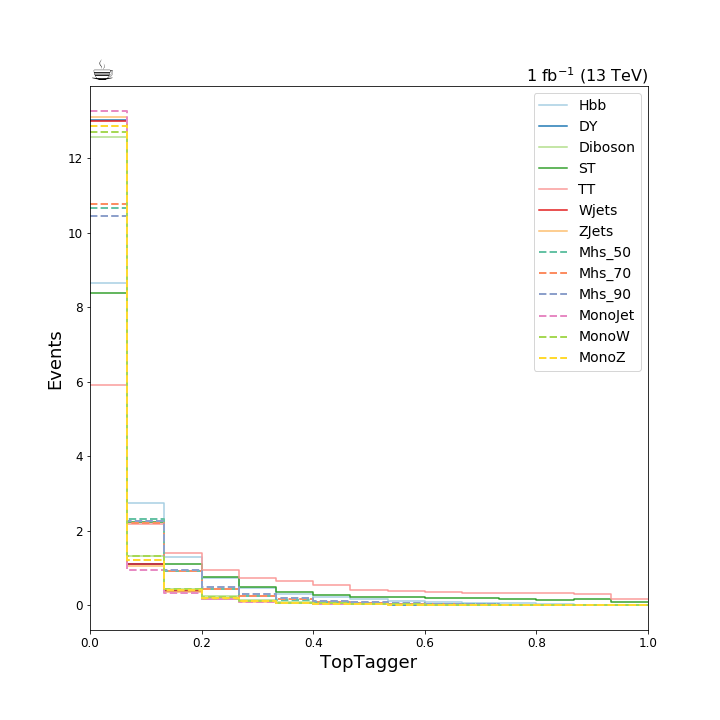 1 fb⁻¹ (13 TeV)
Hbb
DY
Diboson
ST
TT
Wjets
ZJets
Mhs_50
Mhs_70
Mhs_90
MonoJet
MonoW
MonoZ
Events
12
10
8
6
4
2
0
0.0 0.2 0.4 0.6 0.8 1.0
TopTagger